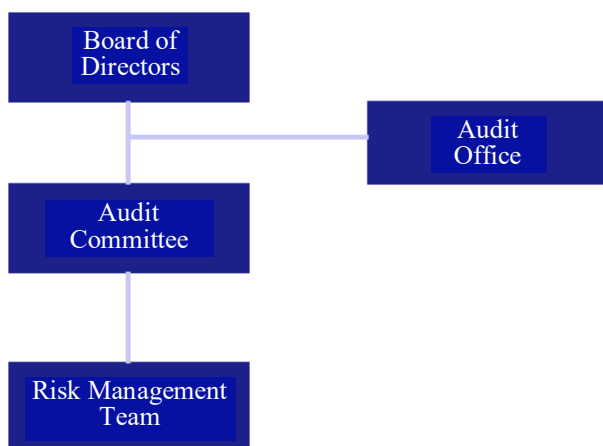 Board of
Directors
Audit
Office
Audit
Committee
Risk Management
Team